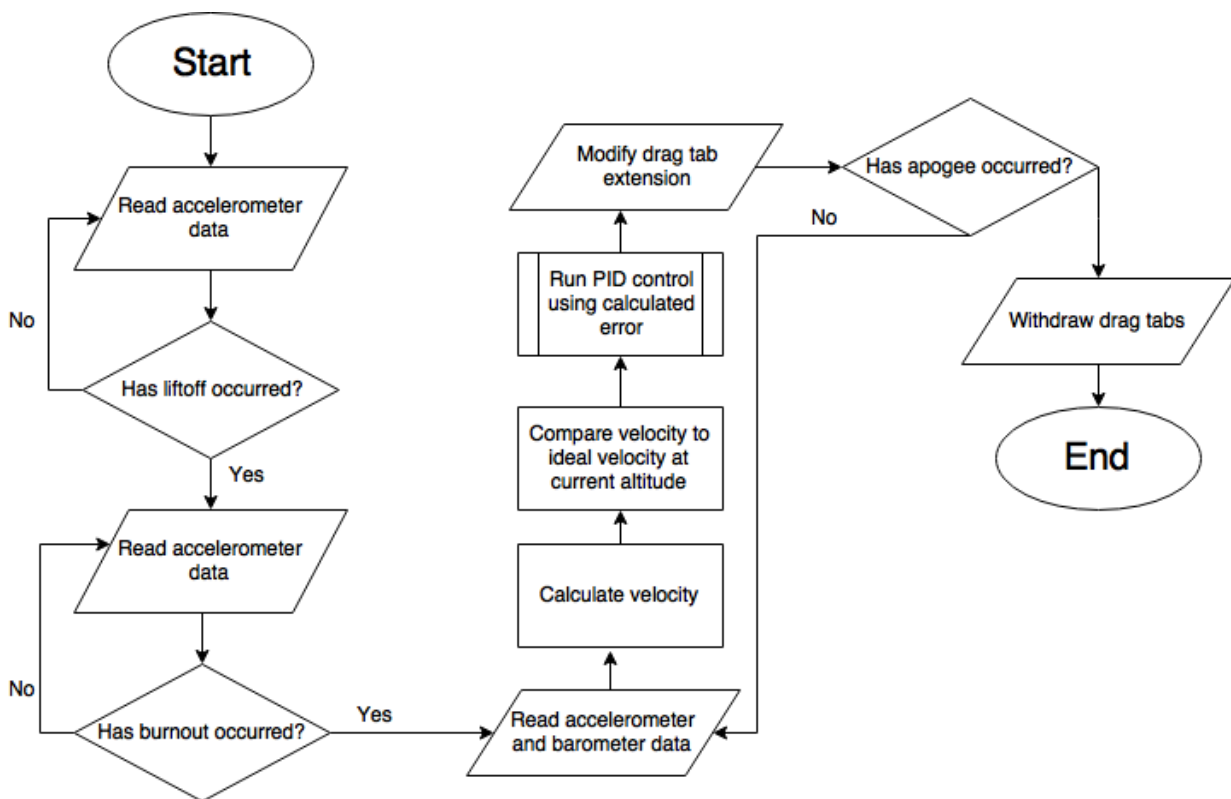 Start
Read accelerometer
data
No
Has liftoff occurred?
Yes
Read accelerometer
data
No
Has burnout occurred?
Yes
Read accelerometer
and barometer data
Calculate velocity
Compare velocity to
ideal velocity at
current altitude
Run PID control
using calculated
error
Modify drag tab
extension
Has apogee occurred?
No
Withdraw drag tabs
End